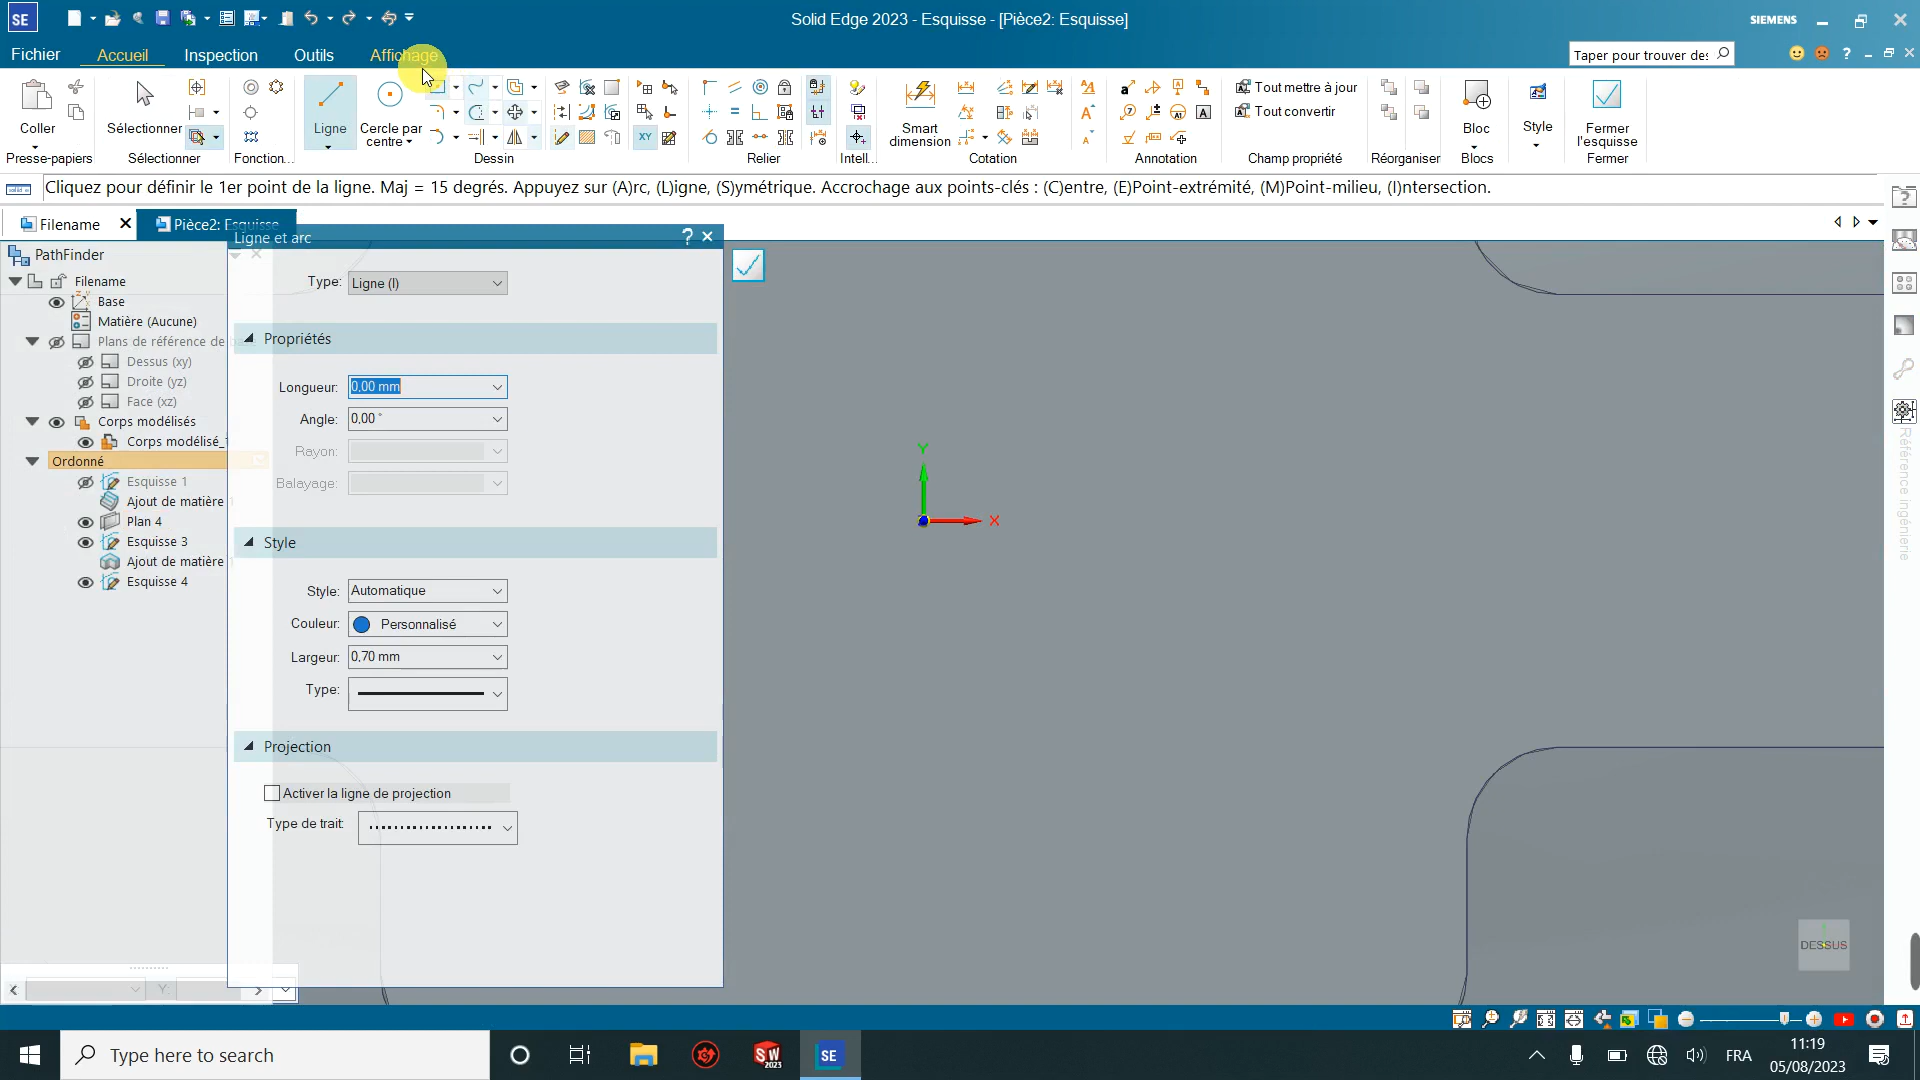 SE
Solid Edge 2023 - Esquisse - [Pièce2: Esquisse]
SIEMENS
Fichier
Accueil
Inspection
Outils
Affichage
Taper pour trouver des
Coller
Sélectionner
Ligne
Cercle par
centre
Smart
dimension
Tout mettre à jour
Tout convertir
Bloc
Style
Fermer
l'esquisse
Presse-papiers
Sélectionner
Fonction...
Dessin
Relier
Intell...
Cotation
Annotation
Champ propriété
Réorganiser
Blocs
Fermer
XY
Cliquez pour définir le 1er point de la ligne. Maj = 15 degrés. Appuyez sur (A)rc, (L)igne, (S)ymétrique. Accrochage aux points-clés : (C)entre, (E)Point-extrémité, (M)Point-milieu, (I)ntersection.
Filename
Pièce2: Esquisse
PathFinder
Filename
Base
Matière (Aucune)
Plans de référence de
Dessus (xy)
Droite (yz)
Face (xz)
Corps modélisés
Corps modélisé_
Ordonné
Esquisse 1
Ajout de matière
Plan 4
Esquisse 3
Ajout de matière
Esquisse 4
Y:
Ligne et arc
Type: Ligne (l)
Propriétés
Longueur: 0,00 mm
Angle: 0,00 °
Rayon:
Balayage:
Style
Style: Automatique
Couleur: Personnalisé
Largeur: 0,70 mm
Type:
Projection
Activer la ligne de projection
Type de trait:
Y
X
DESSUS
Référence ingénierie
Type here to search
SW
2023
SE
FRA
11:19
05/08/2023